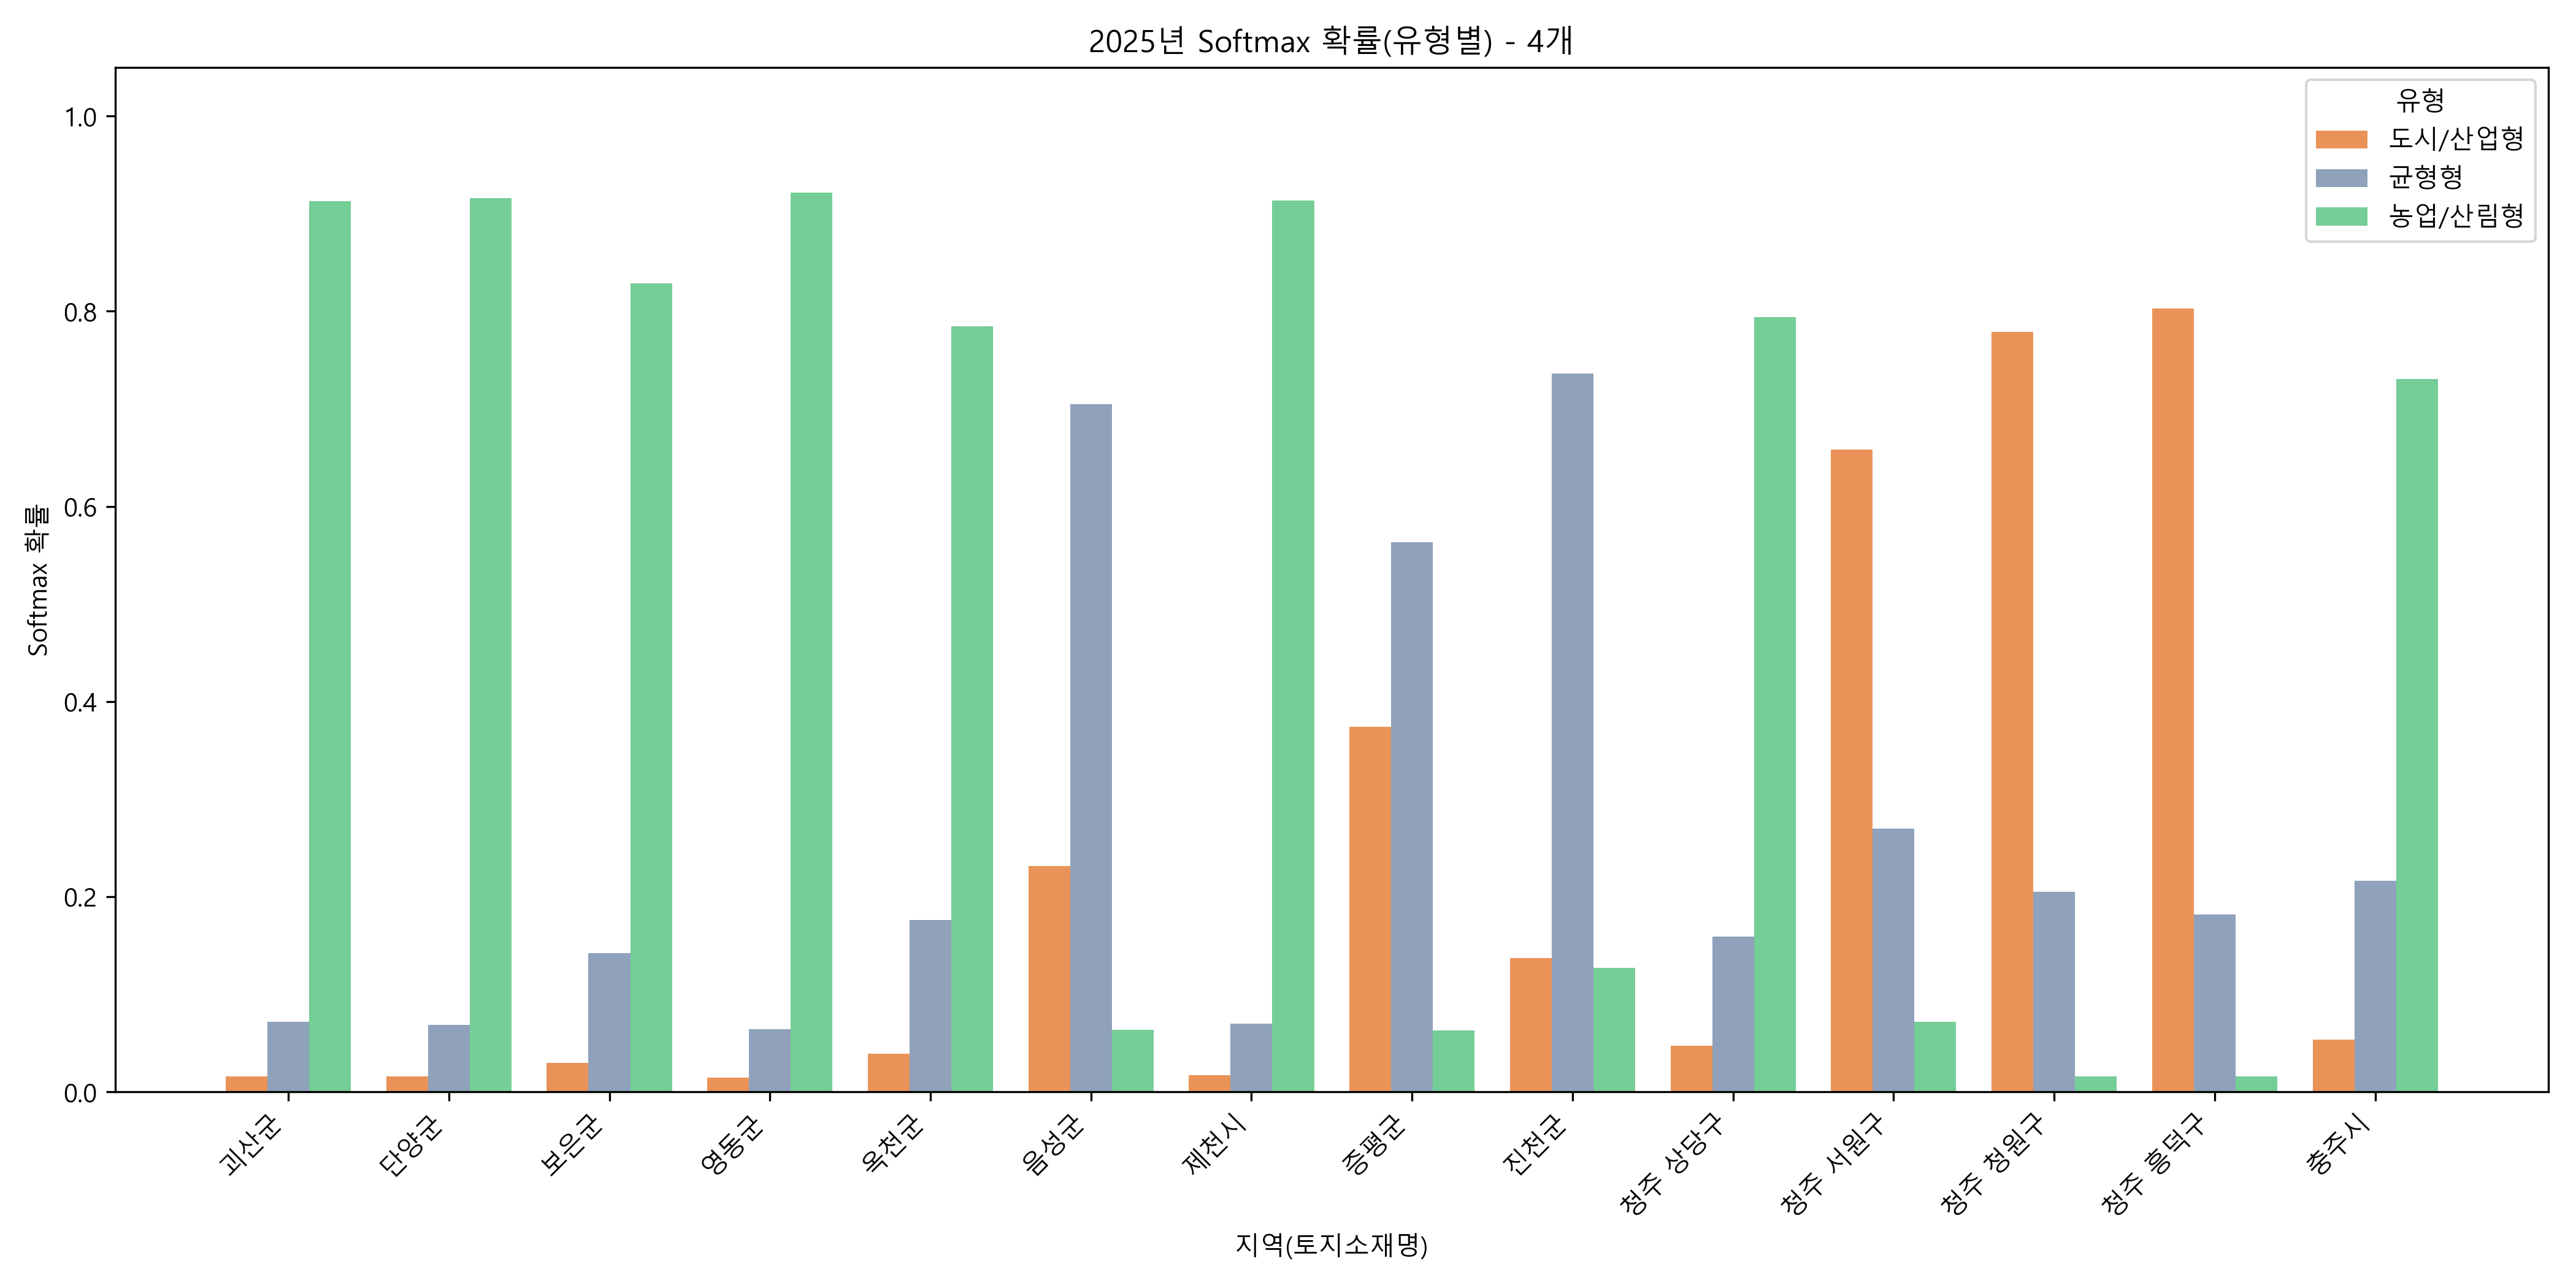 2025년 Softmax 확률(유형별) - 4개
유형
도시/산업형
균형형
농업/산림형
Softmax 확률
1.0
0.8
0.6
0.4
0.2
0.0
괴산군
단양군
보은군
영동군
옥천군
음성군
제천시
증평군
진천군
청주 상당구
청주 서원구
청주 청원구
청주 흥덕구
충주시
지역(토지소재명)